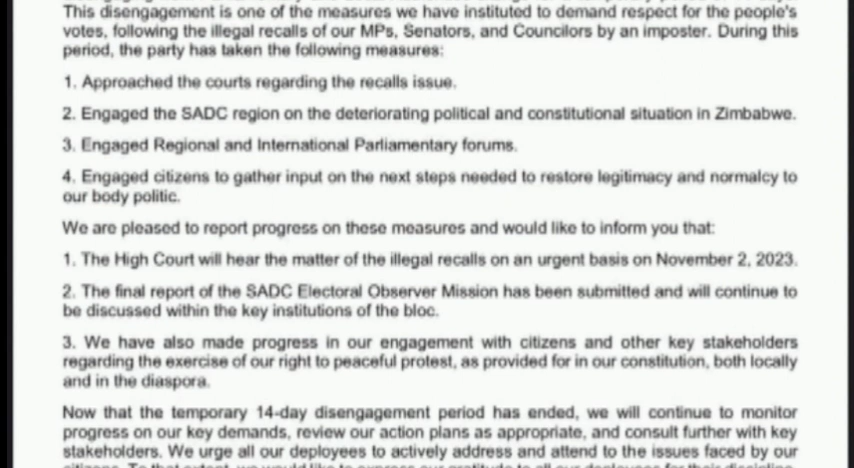 This disengagement is one of the measures we have instituted to demand respect for the people's
votes, following the illegal recalls of our MPs, Senators, and Councilors by an imposter. During this
period, the party has taken the following measures:
1. Approached the courts regarding the recalls issue.
2. Engaged the SADC region on the deteriorating political and constitutional situation in Zimbabwe.
3. Engaged Regional and International Parliamentary forums.
4. Engaged citizens to gather input on the next steps needed to restore legitimacy and normalcy to
our body politic.
We are pleased to report progress on these measures and would like to inform you that:
1. The High Court will hear the matter of the illegal recalls on an urgent basis on November 2, 2023.
2. The final report of the SADC Electoral Observer Mission has been submitted and will continue to
be discussed within the key institutions of the bloc.
3. We have also made progress in our engagement with citizens and other key stakeholders
regarding the exercise of our right to peaceful protest, as provided for in our constitution, both locally
and in the diaspora.
Now that the temporary 14-day disengagement period has ended, we will continue to monitor
progress on our key demands, review our action plans as appropriate, and consult further with key
stakeholders. We urge all our deployees to actively address and attend to the issues faced by our